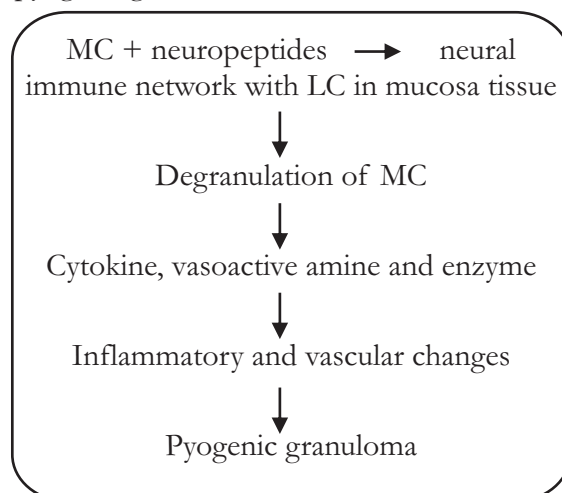 MC + neuropeptides → neural
immune network with LC in mucosa tissue
Degranulation of MC
Cytokine, vasoactive amine and enzyme
Inflammatory and vascular changes
Pyogenic granuloma